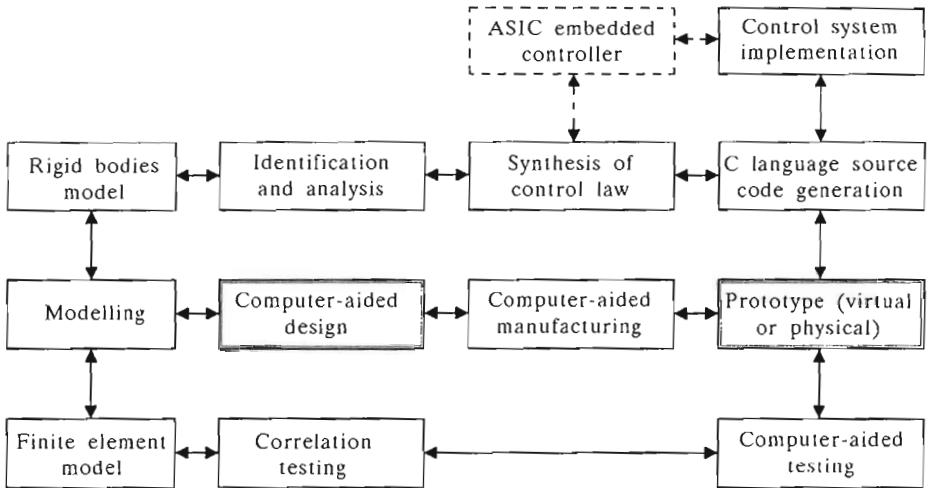 ASIC embedded
controller
Control system
implementation
Rigid bodies
model
Identification
and analysis
Synthesis of
control law
C language source
code generation
Modelling
Computer-aided
design
Computer-aided
manufacturing
Prototype (virtual
or physical)
Finite element
model
Correlation
testing
Computer-aided
testing